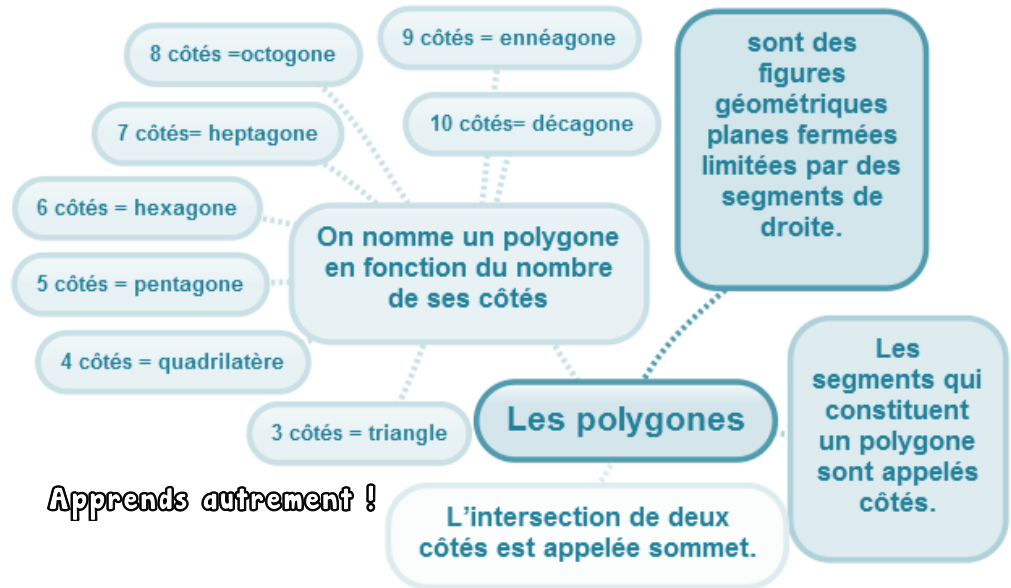 9 côtés = ennéagone
8 côtés =octogone
10 côtés= décagone
7 côtés= heptagone
6 côtés = hexagone
5 côtés = pentagone
4 côtés = quadrilatère
3 côtés = triangle
On nomme un polygone
en fonction du nombre
de ses côtés
sont des
figures
géométriques
planes fermées
limitées par des
segments de
droite.
Les polygones
Les
segments qui
constituent
un polygone
sont appelés
côtés.
L'intersection de deux
côtés est appelée sommet.
Apprends autrement !